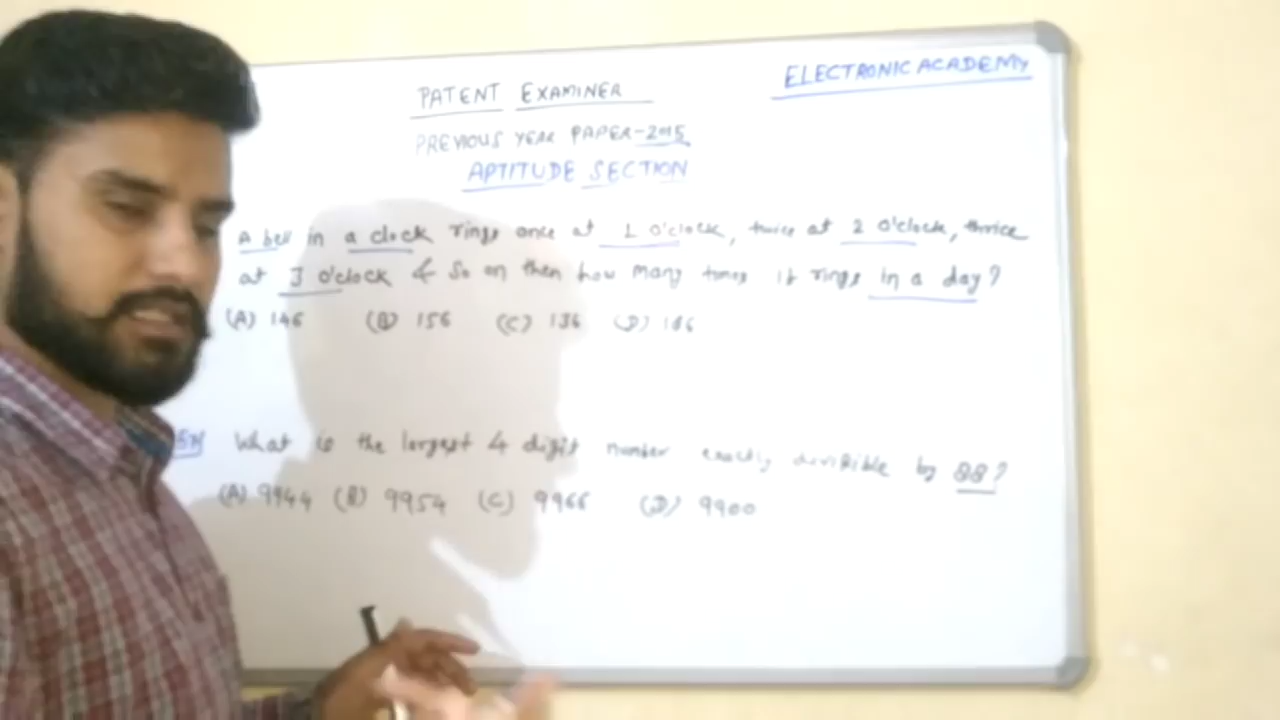 PATENT EXAMINER
ELECTRONIC ACADEMY
PREVIOUS YEAR PAPER-2015
APTITUDE SECTION
A bell in a clock rings once at 1 o'clock, twice at 2 o'clock, thrice
at 3 o'clock & so on then how many times it rings in a day?
(A) 146 (B) 156 (C) 136 (D) 166
What is the largest 4 digit number exactly divisible by 88?
(A) 9944 (B) 9954 (C) 9966 (D) 9900